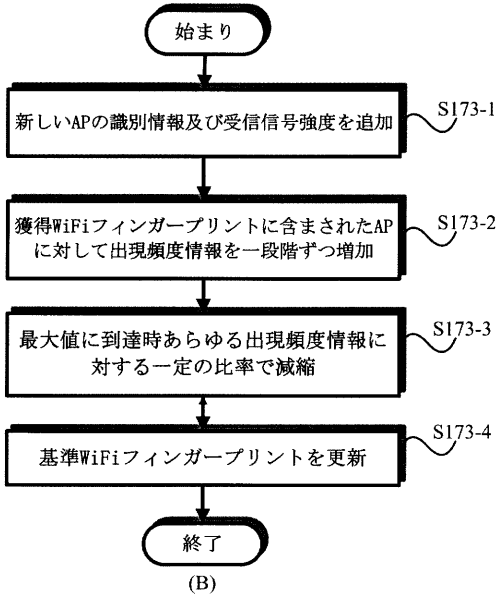 始まり
新しいAPの識別情報及び受信信号強度を追加
S173-1
獲得WiFiフィンガープリントに含まされたAP
に対して出現頻度情報を一段階ずつ増加
S173-2
最大値に到達時あらゆる出現頻度情報に
対する一定の比率で減縮
S173-3
基準WiFiフィンガープリントを更新
S173-4
終了
(B)